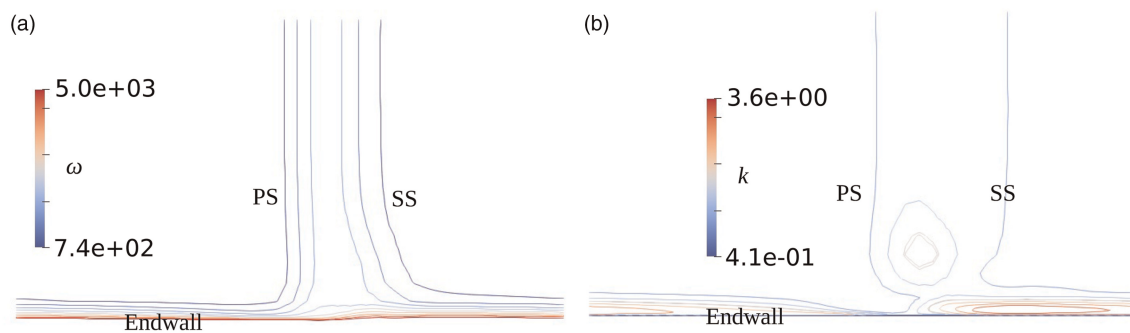 (a)
5.0e+03
ω
7.4e+02
PS
SS
Endwall
(b)
3.6e+00
k
4.1e-01
PS
SS
Endwall